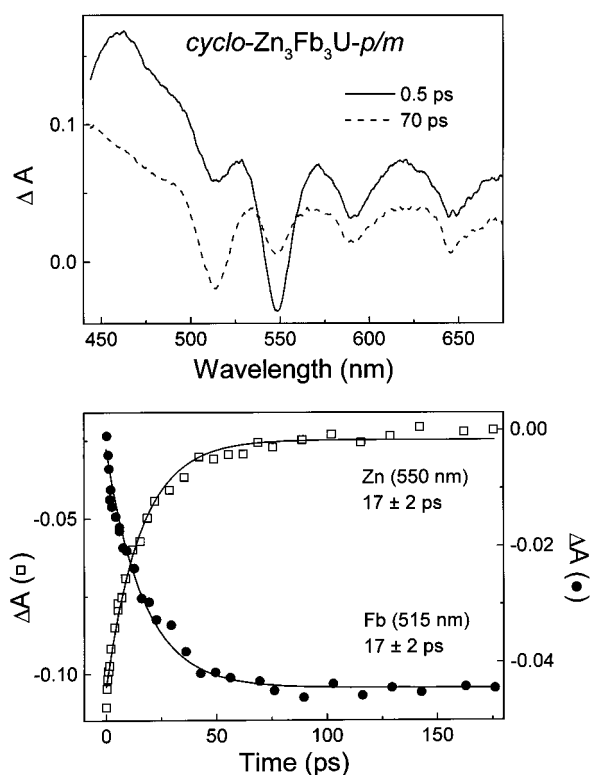 cyclo-Zn₃Fb₃U-p/m
0.5 ps
70 ps
0.1
0.0
Δ A
450 500 550 600 650
Wavelength (nm)
0.00
-0.02
-0.04
-0.05
-0.10
Zn (550 nm)
17 ± 2 ps
Fb (515 nm)
17 ± 2 ps
ΔA (□)
ΔA (●)
0 50 100 150
Time (ps)